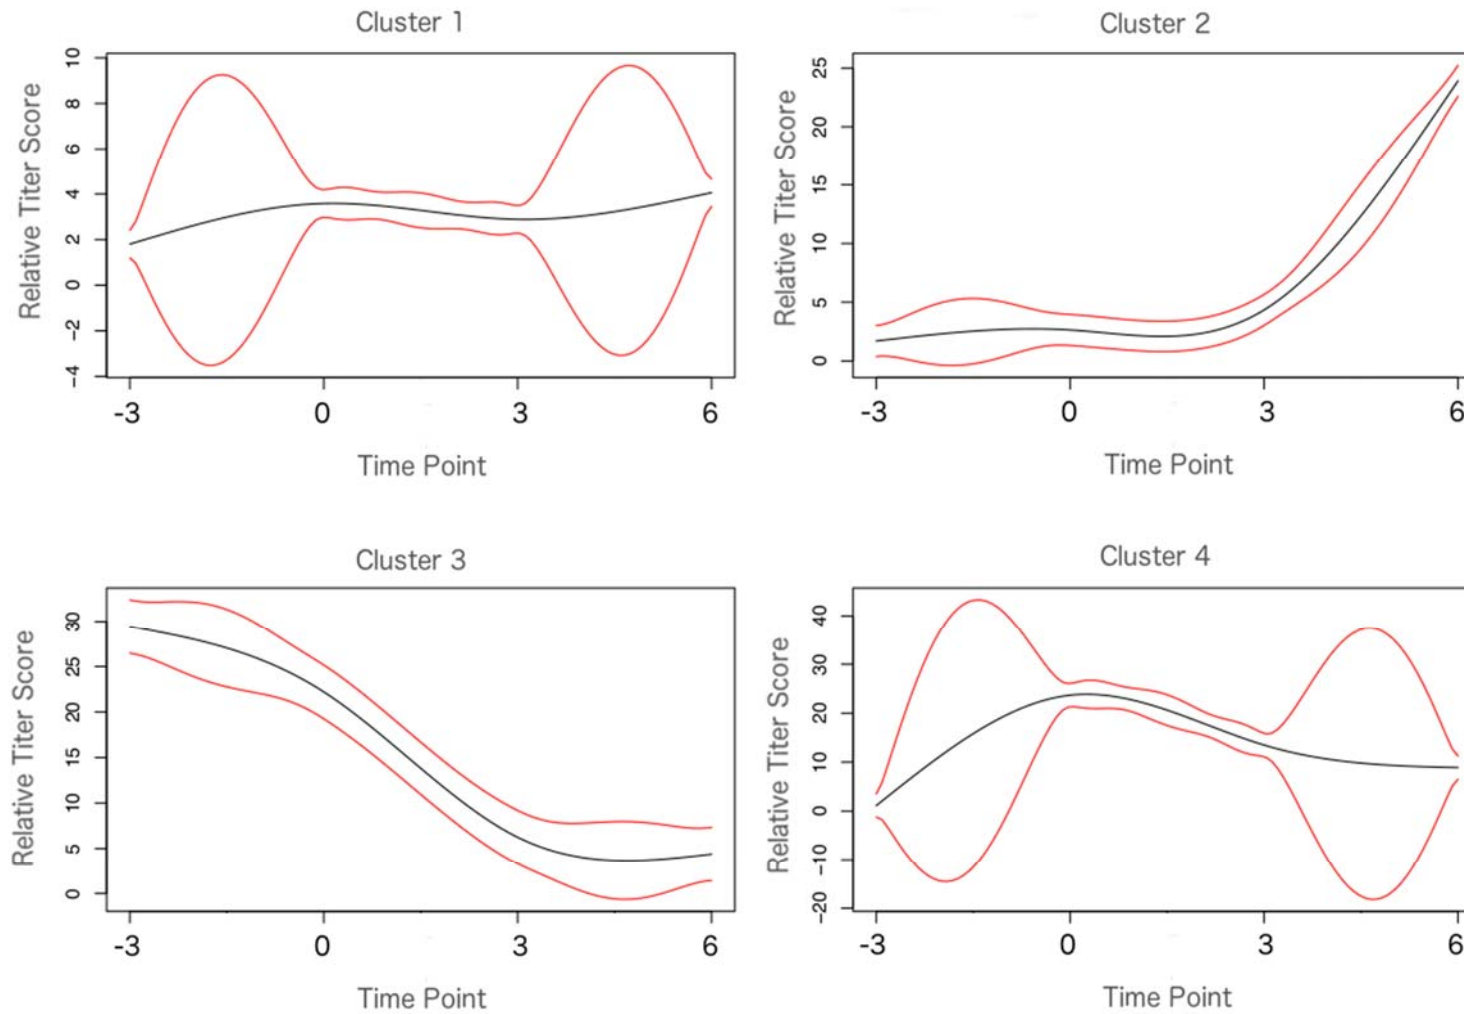 Cluster 1
Relative Titer Score
10
8
6
4
2
0
−2
−4
-3 0 3 6
Time Point
Cluster 2
Relative Titer Score
25
20
15
10
5
0
-3 0 3 6
Time Point
Cluster 3
Relative Titer Score
30
25
20
15
10
5
0
-3 0 3 6
Time Point
Cluster 4
Relative Titer Score
40
30
20
10
0
−10
−20
-3 0 3 6
Time Point